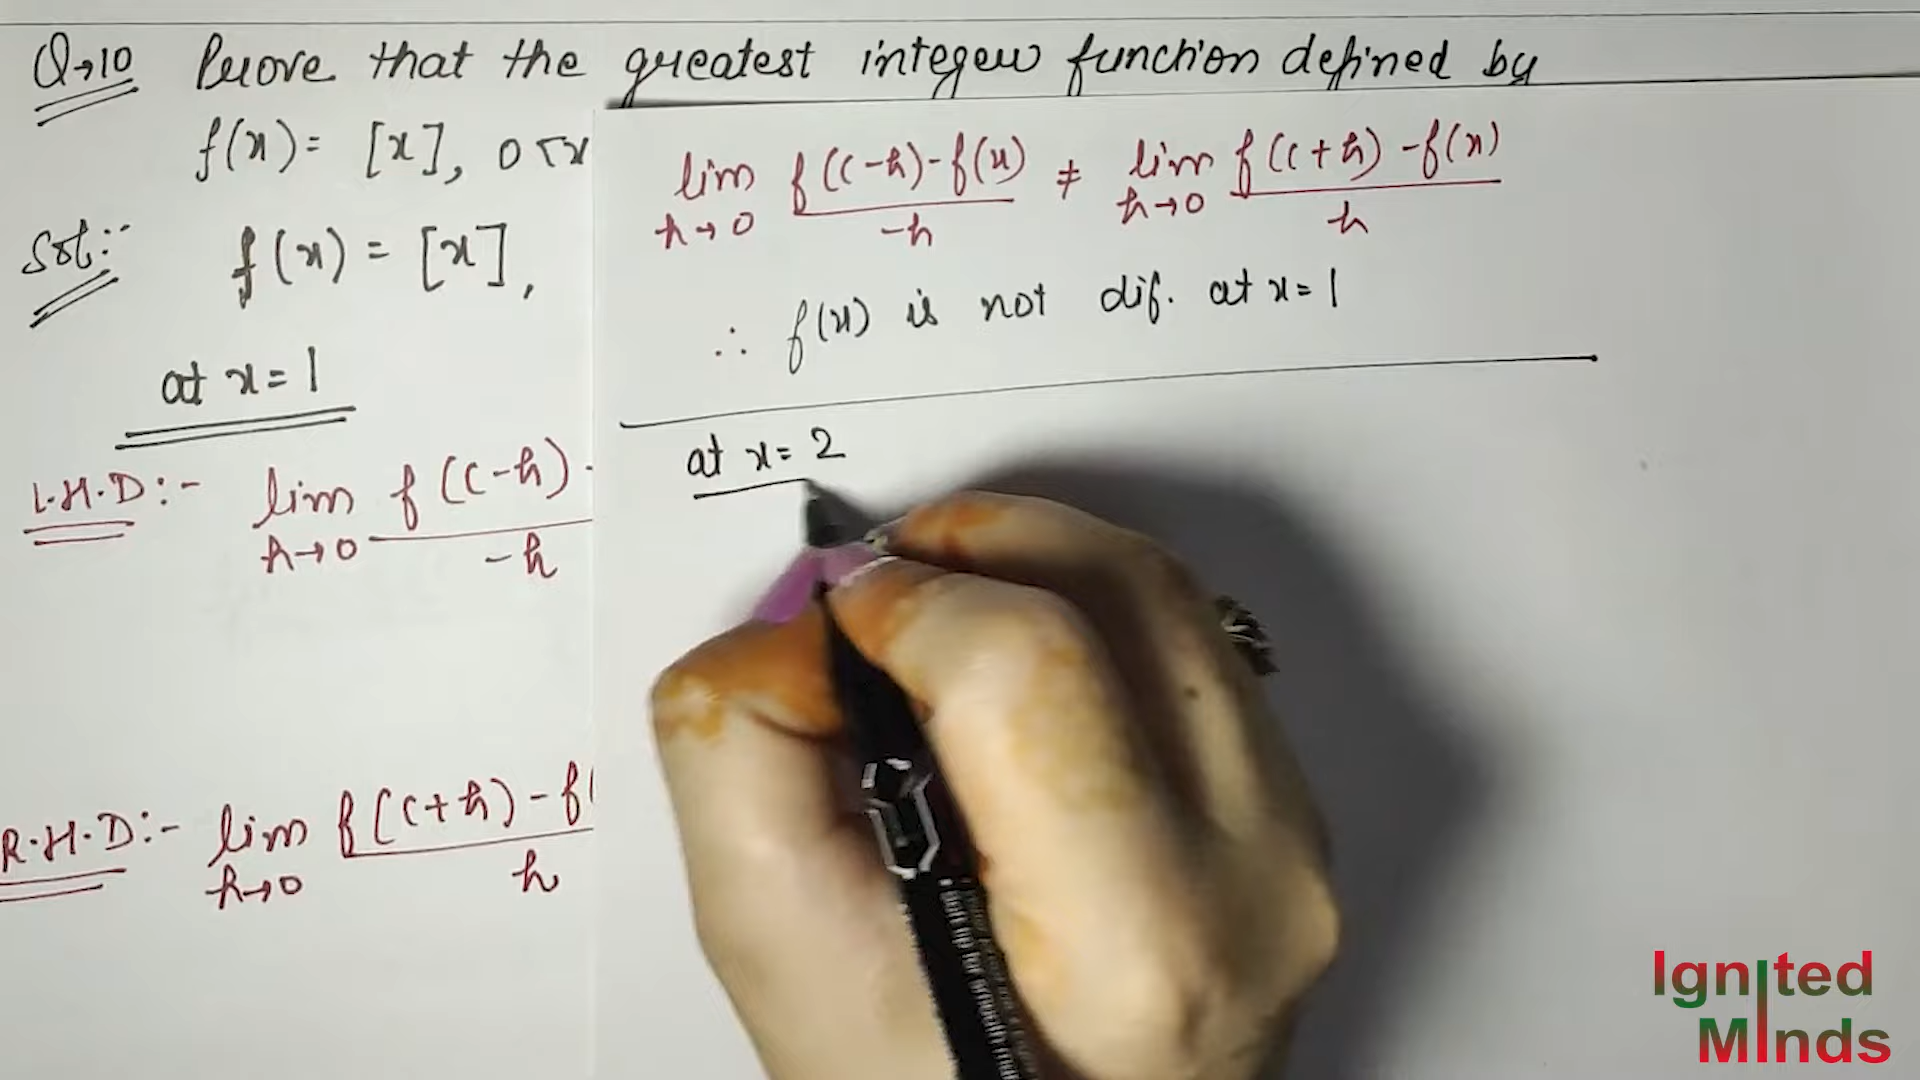 Q→10 Prove that the greatest integer function defined by
f(x) = [x], 0 < x
Sol:-
f(x) = [x],
at x = 1
L.H.D:- lim f(c-h) -
h→0 -h
R.H.D:- lim f(c+h) - f(
h→0 h
lim f(c-h) - f(x) ≠ lim f(c+h) - f(x)
h→0 -h h→0 h
∴ f(x) is not dif. at x = 1
at x = 2
Ignited
Minds